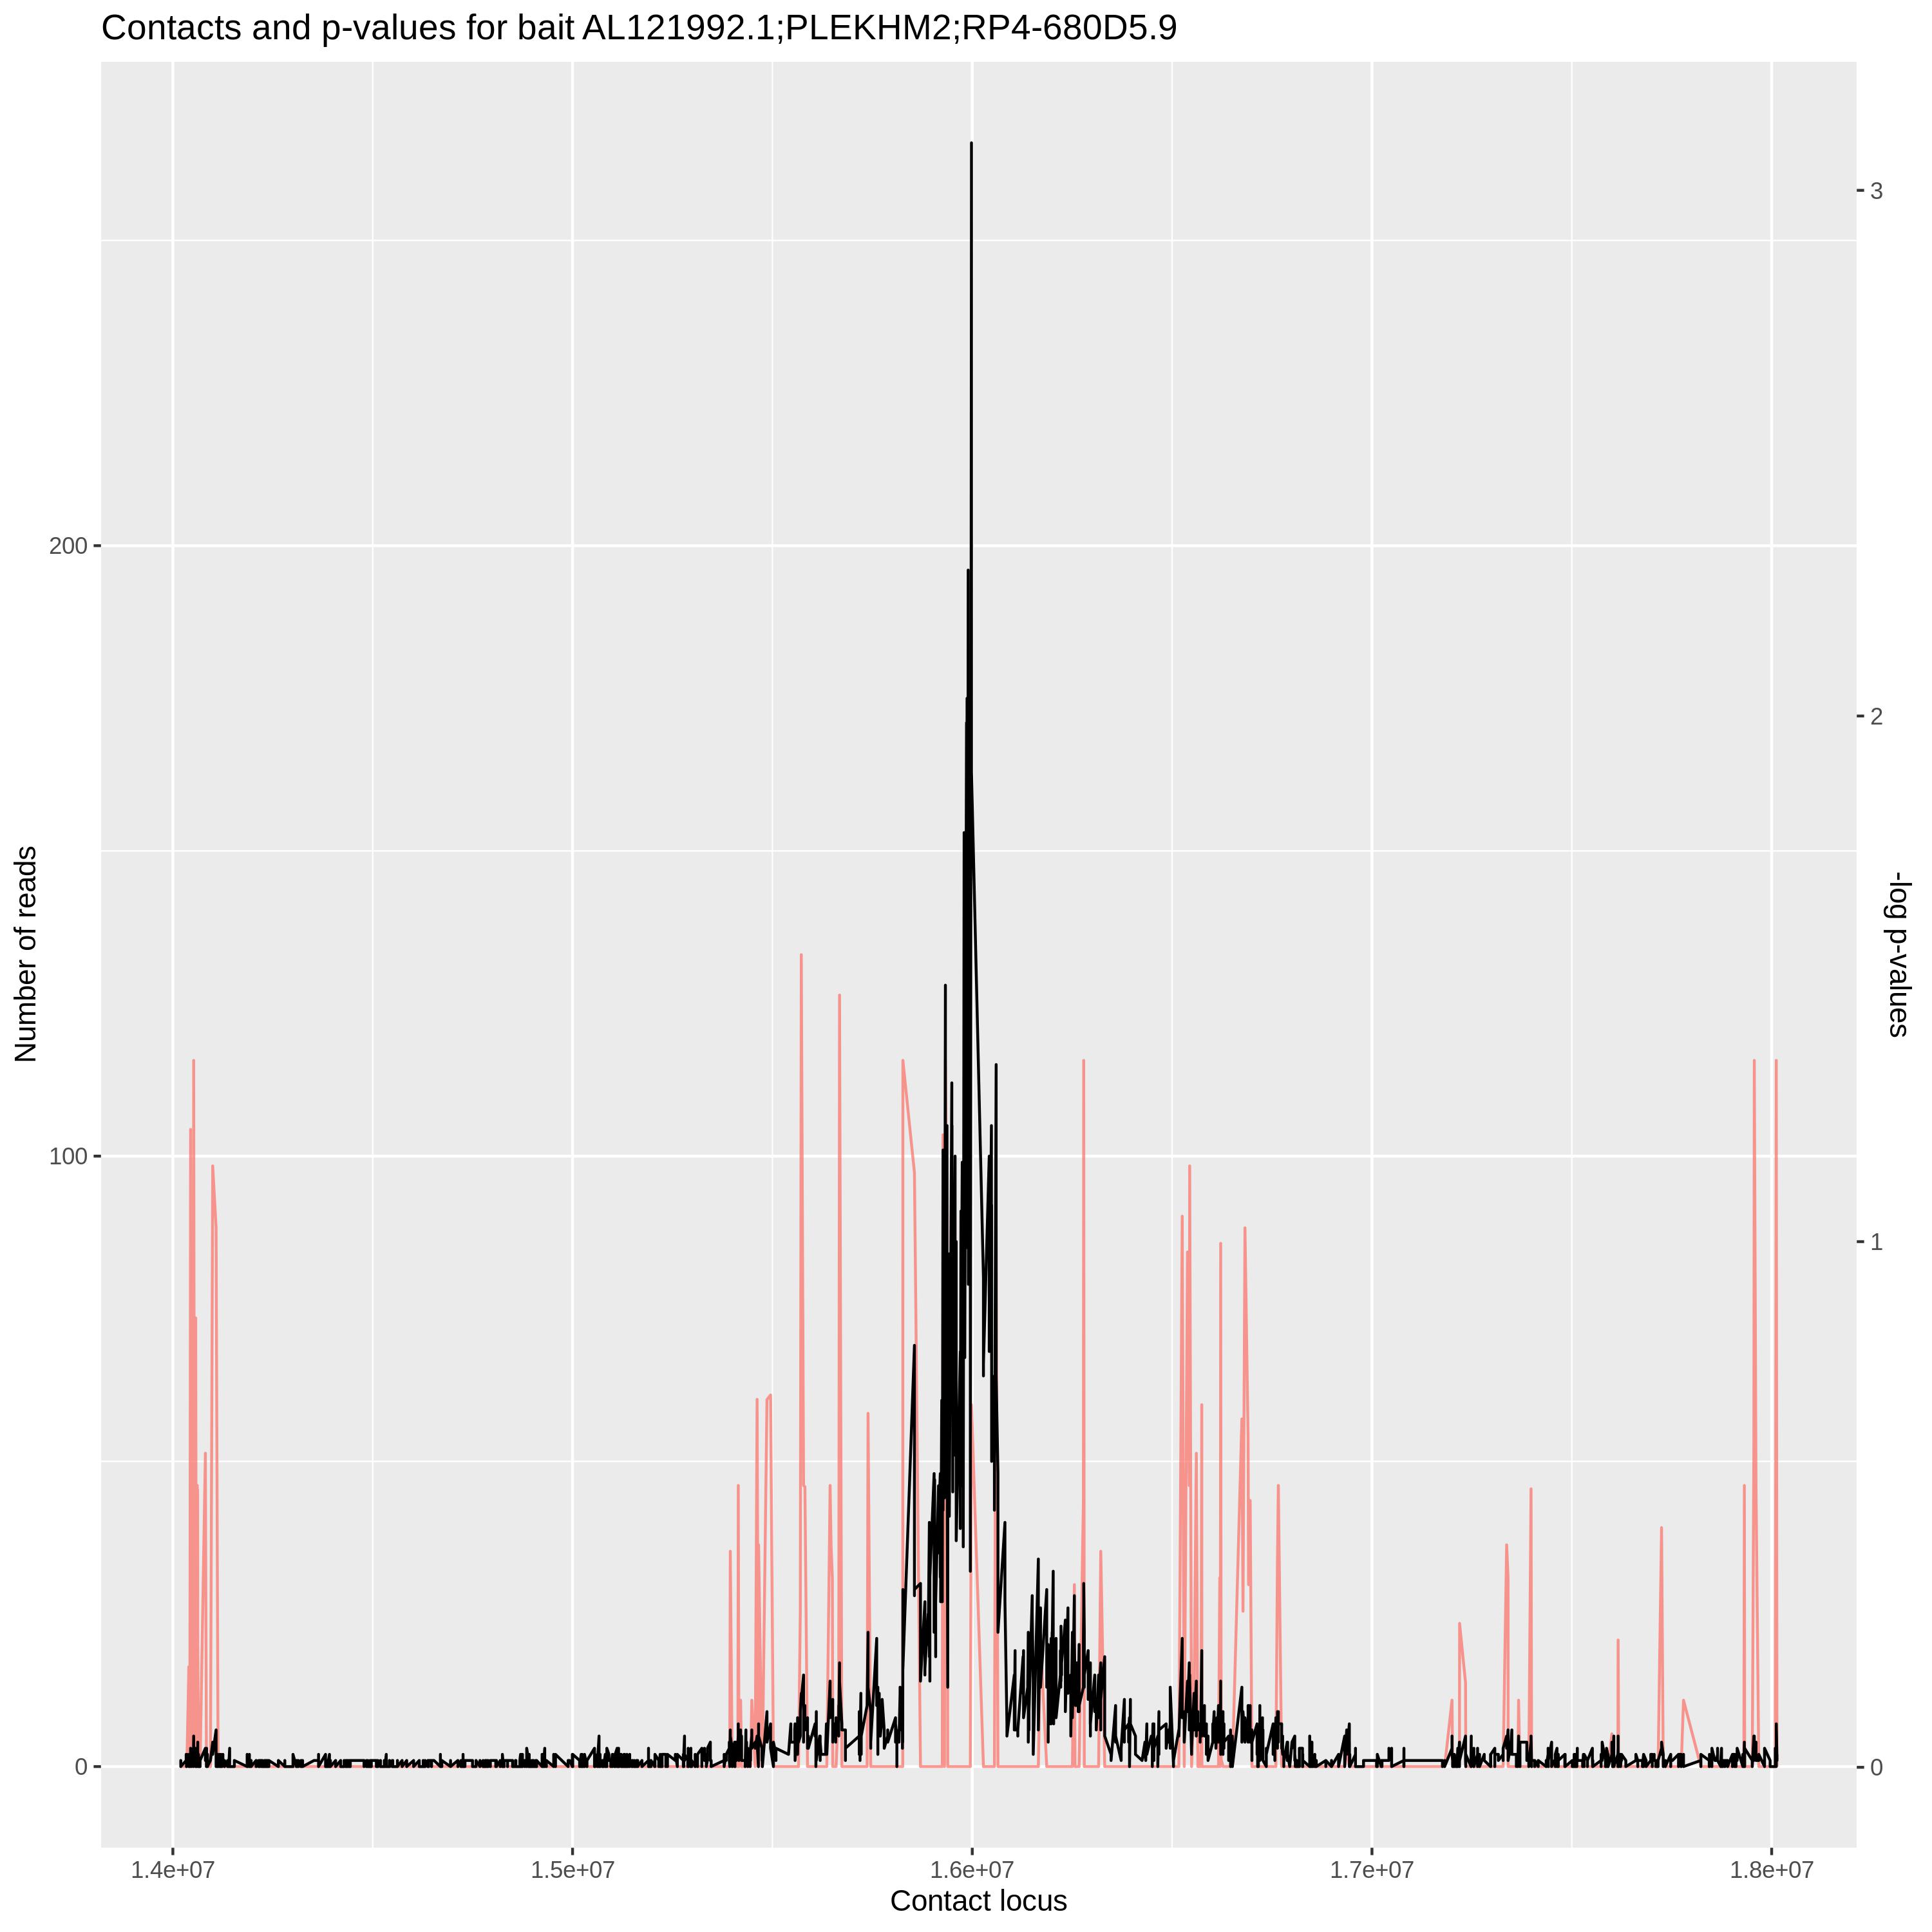 Contacts and p-values for bait AL121992.1;PLEKHM2;RP4-680D5.9
Number of reads
200
100
0
3
2
1
0
-log p-values
1.4e+07
1.5e+07
1.6e+07
1.7e+07
1.8e+07
Contact locus